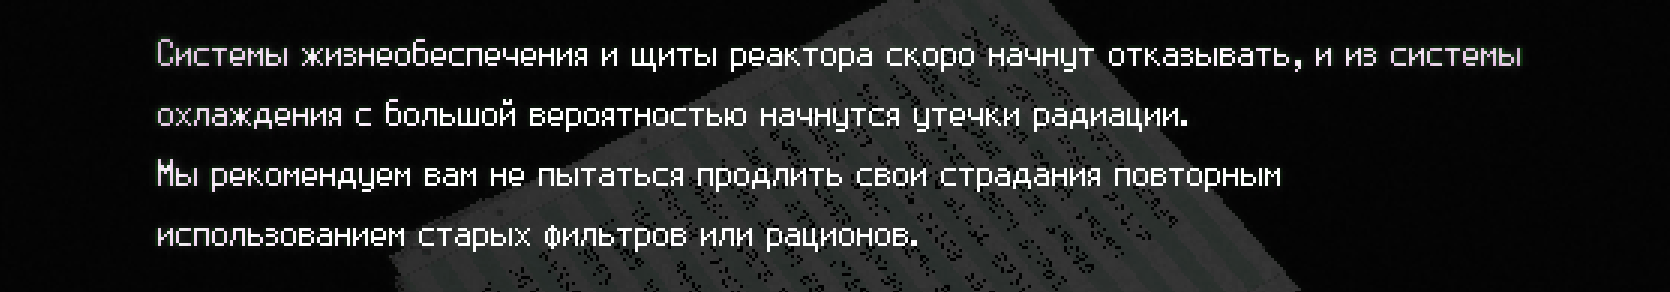 Системы жизнеобеспечения и щиты реактора скоро начнут отказывать, и из системы
охлаждения с большой вероятностью начнутся утечки радиации.
Мы рекомендуем вам не пытаться продлить свои страдания повторным
использованием старых фильтров или рационов.